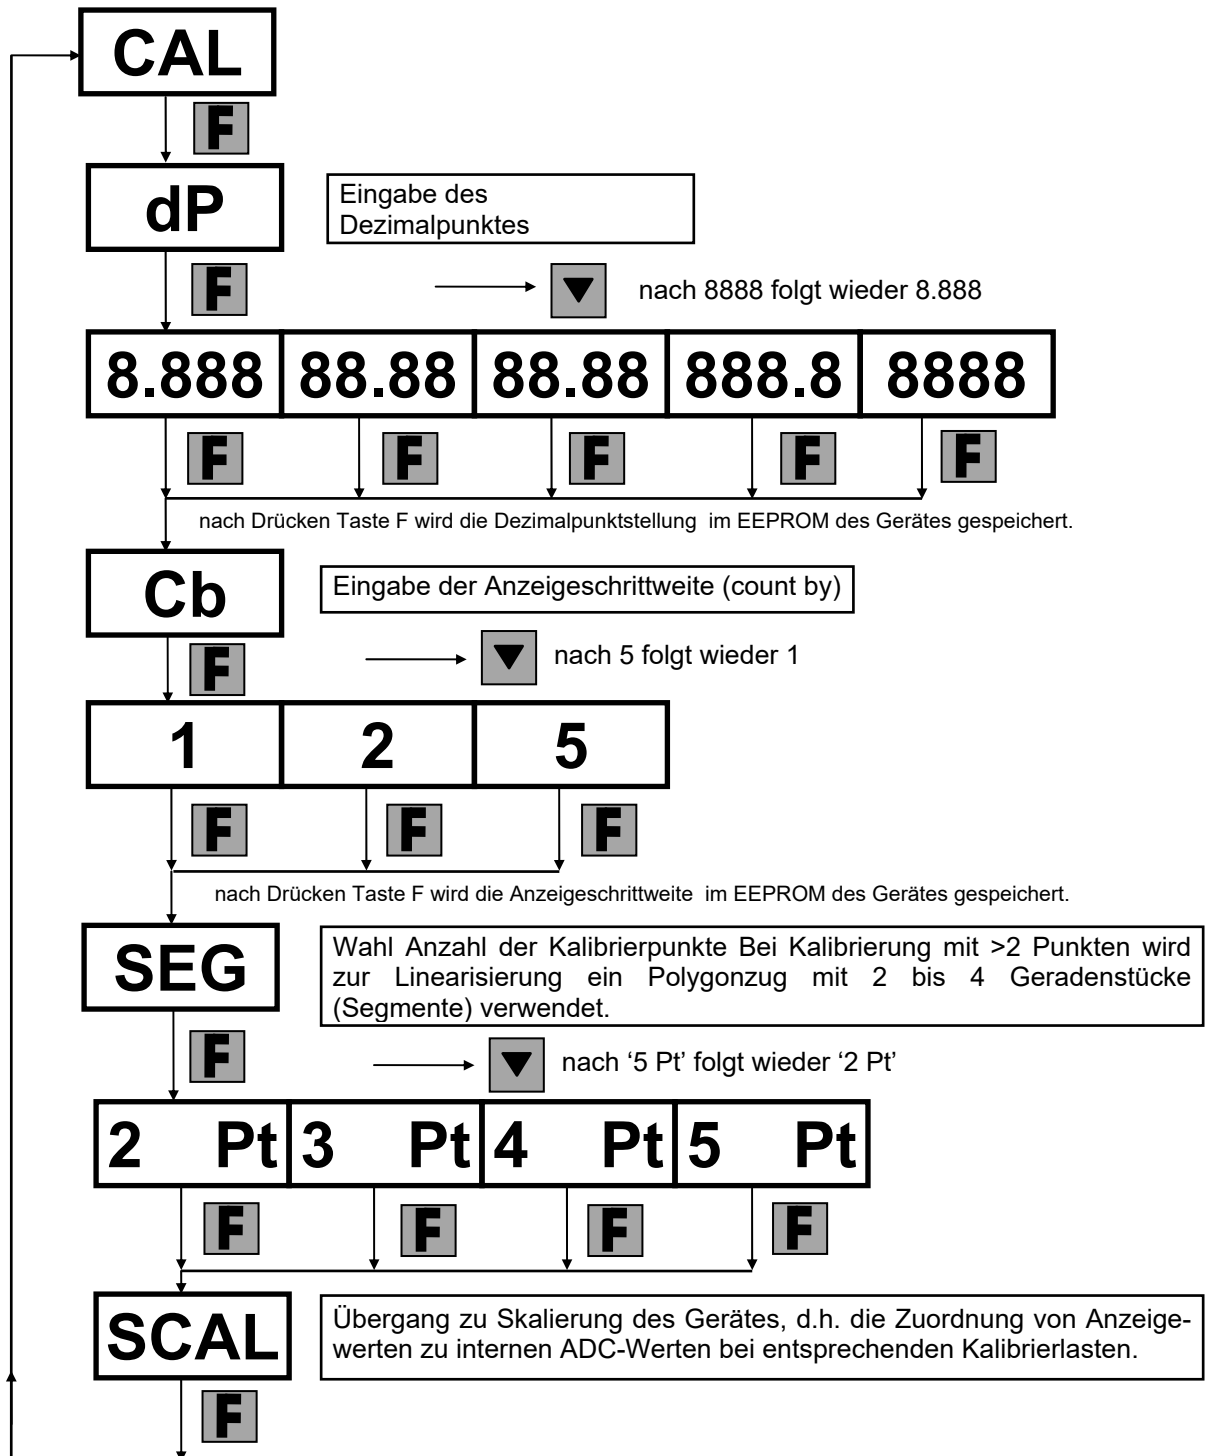 CAL
F
dP
Eingabe des
Dezimalpunktes
F
nach 8888 folgt wieder 8.888
8.888 88.88 88.88 888.8 8888
F F F F F
nach Drücken Taste F wird die Dezimalpunktstellung im EEPROM des Gerätes gespeichert.
Cb
Eingabe der Anzeigeschrittweite (count by)
F
nach 5 folgt wieder 1
1 2 5
F F F
nach Drücken Taste F wird die Anzeigeschrittweite im EEPROM des Gerätes gespeichert.
SEG
Wahl Anzahl der Kalibrierpunkte Bei Kalibrierung mit >2 Punkten wird
zur Linearisierung ein Polygonzug mit 2 bis 4 Geradenstücke
(Segmente) verwendet.
F
nach ‘5 Pt’ folgt wieder ‘2 Pt’
2 Pt 3 Pt 4 Pt 5 Pt
F F F F
SCAL
Übergang zu Skalierung des Gerätes, d.h. die Zuordnung von Anzeige-
werten zu internen ADC-Werten bei entsprechenden Kalibrierlasten.
F